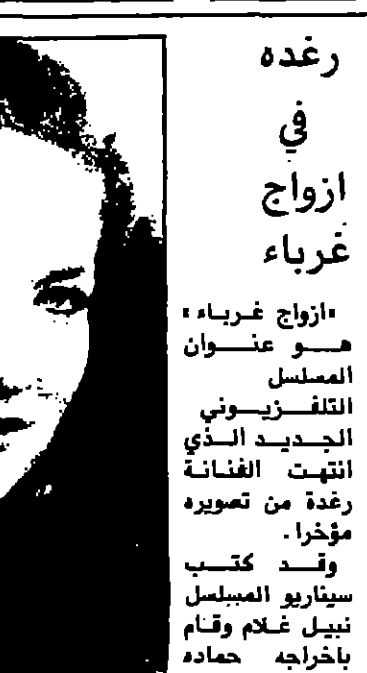 رغده
في
ازواج
غرباء
«ازواج غرباء»
هو عنوان
المسلسل
التلفزيوني
الجديد الذي
انتهت الفنانة
رغدة من تصويره
مؤخرا.
وقد كتب
سيناريو المسلسل
نبيل غلام وقام
باخراجه حماده